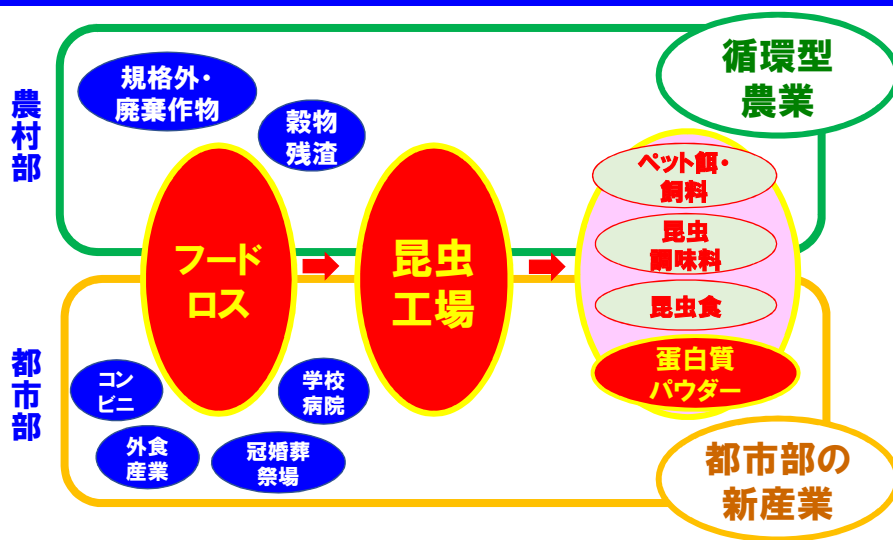 農村部
規格外・
廃棄作物
穀物
残渣
循環型
農業
フード
ロス
昆虫
工場
ペット餌・
飼料
昆虫
調味料
昆虫食
蛋白質
パウダー
都市部
コン
ビニ
学校
病院
外食
産業
冠婚葬
祭場
都市部の
新産業